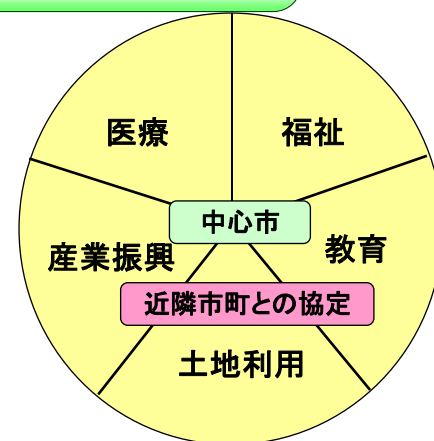 医療
福祉
中心市
産業振興
教育
近隣市町との協定
土地利用